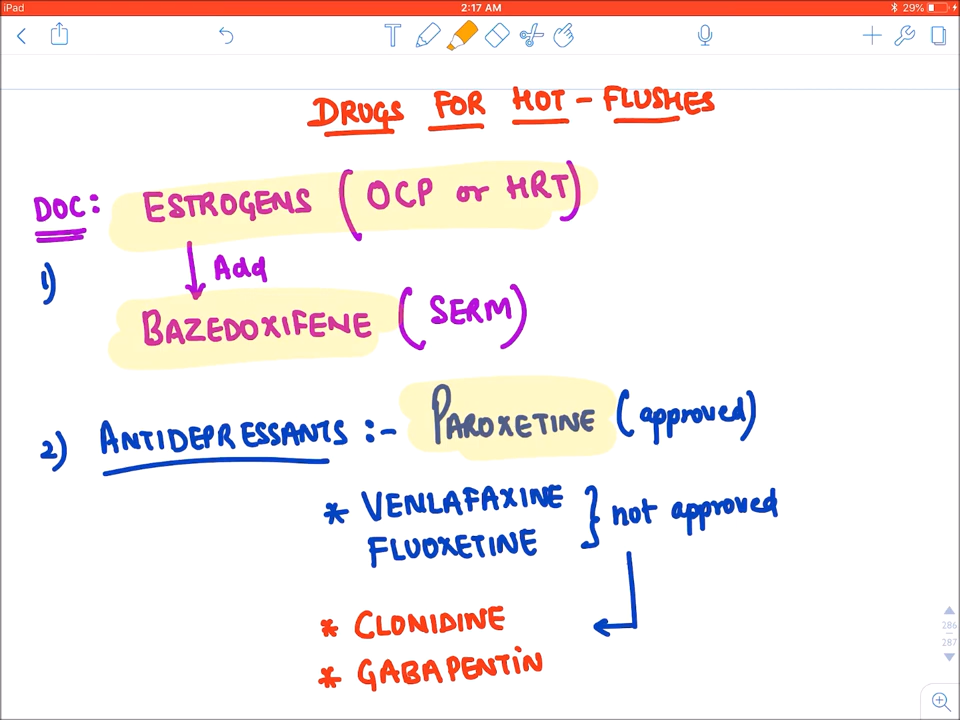 iPad
2:17 AM
29%
DRUGS FOR HOT - FLUSHES
DOC: ESTROGENS (OCP or HRT)
1)
Add
BAZEDOXIFENE (SERM)
2) ANTIDEPRESSANTS :- PAROXETINE (approved)
* VENLAFAXINE
FLUOXETINE } not approved
* CLONIDINE
* GABAPENTIN
286
287